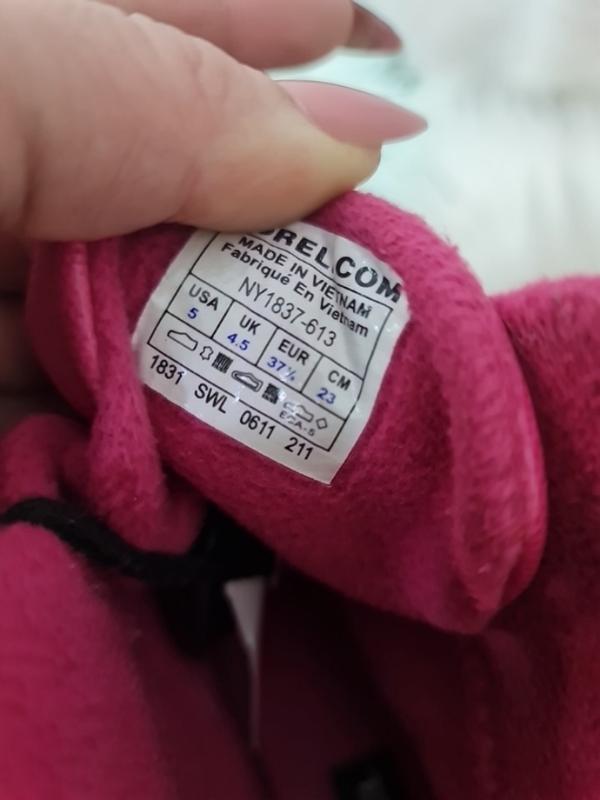 ORELCOM
MADE IN VIETNAM
Fabriqué En Vietnam
NY1837-613
USA UK EUR CM
5 4.5 37½ 23
1831 SWL 0611 211